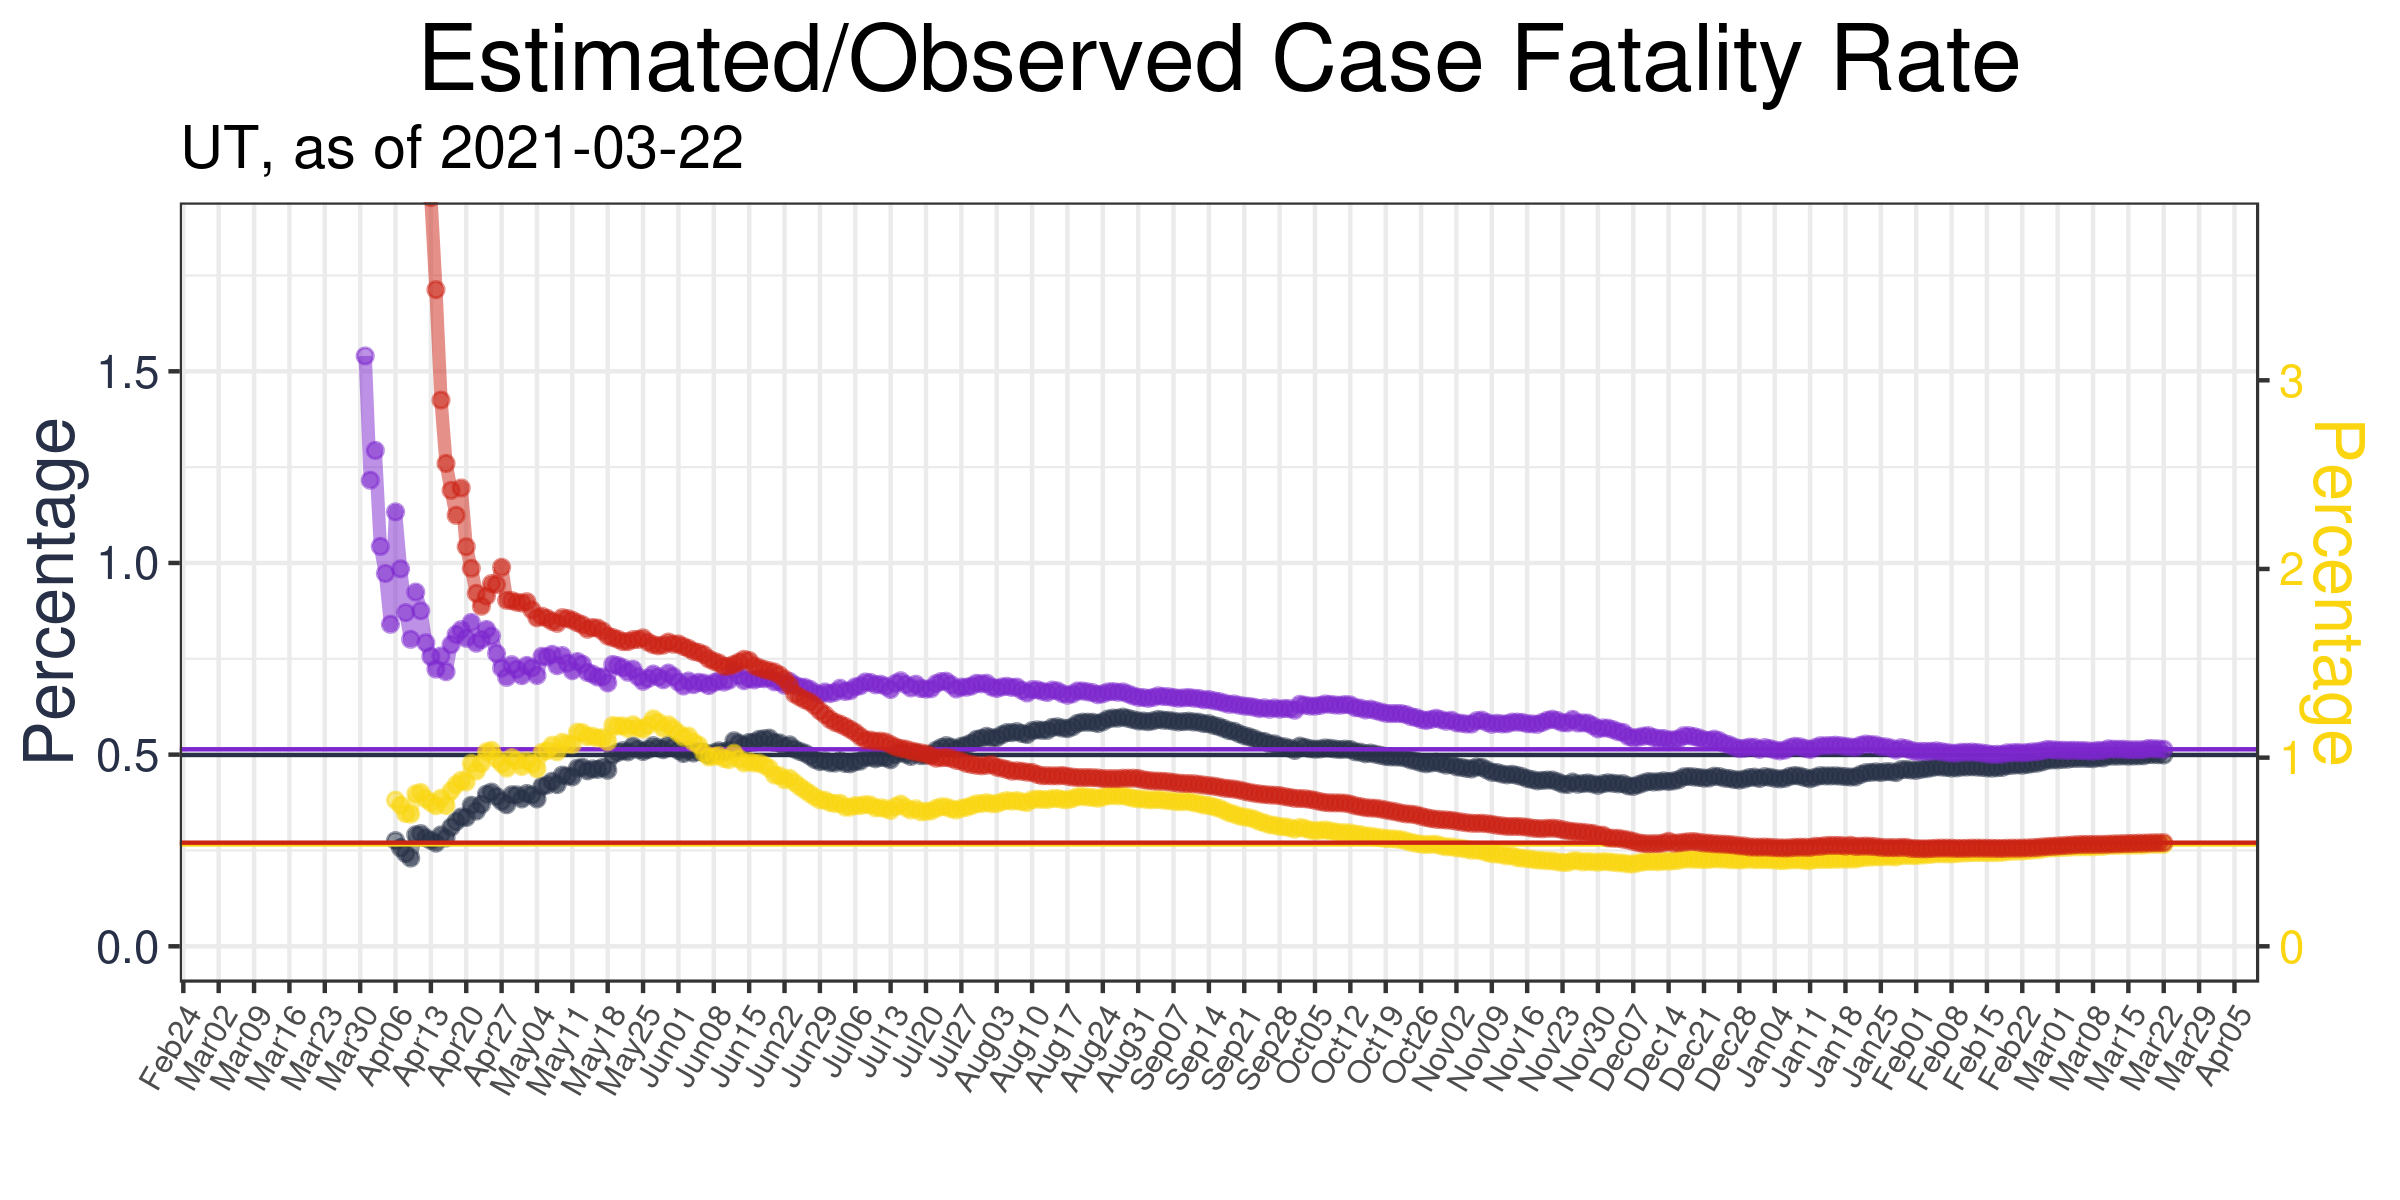 Estimated/Observed Case Fatality Rate
UT, as of 2021-03-22
Percentage
1.5
1.0
0.5
0.0
3
2
1
0
Percentage
Feb24
Mar02
Mar09
Mar16
Mar23
Mar30
Apr06
Apr13
Apr20
Apr27
May04
May11
May18
May25
Jun01
Jun08
Jun15
Jun22
Jun29
Jul06
Jul13
Jul20
Jul27
Aug03
Aug10
Aug17
Aug24
Aug31
Sep07
Sep14
Sep21
Sep28
Oct05
Oct12
Oct19
Oct26
Nov02
Nov09
Nov16
Nov23
Nov30
Dec07
Dec14
Dec21
Dec28
Jan04
Jan11
Jan18
Jan25
Feb01
Feb08
Feb15
Feb22
Mar01
Mar08
Mar15
Mar22
Mar29
Apr05